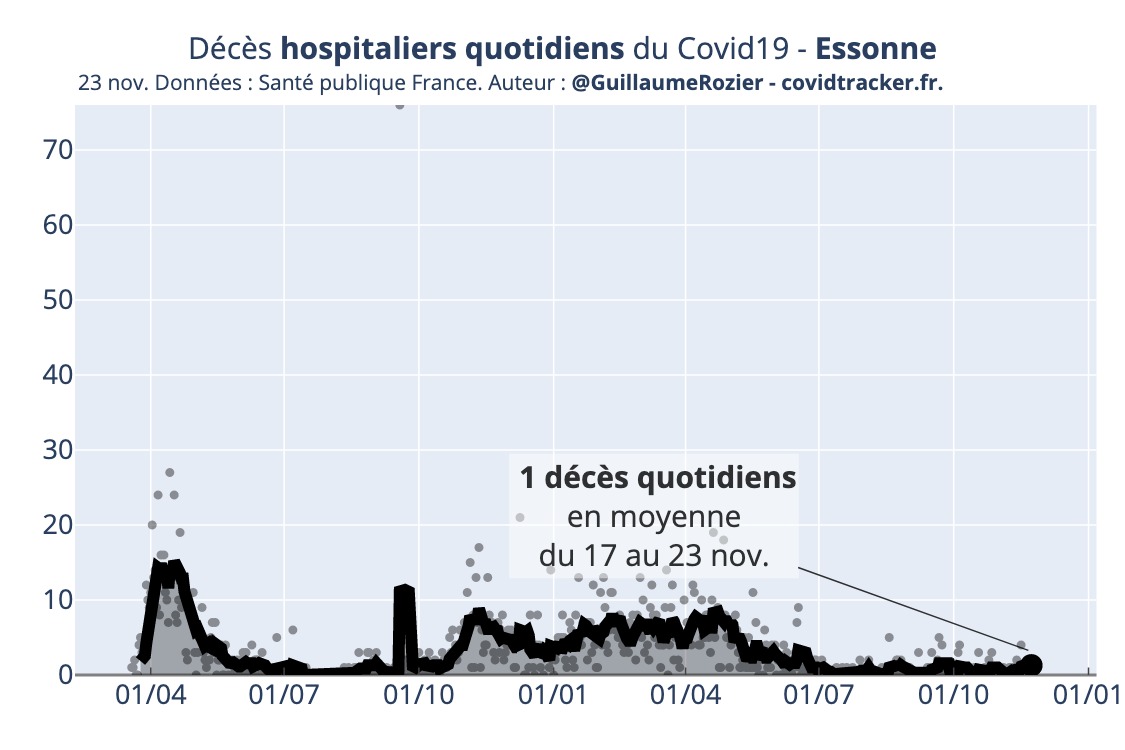 Décès hospitaliers quotidiens du Covid19 - Essonne
23 nov. Données : Santé publique France. Auteur : @GuillaumeRozier - covidtracker.fr.
70
60
50
40
30
20
10
0
1 décès quotidiens
en moyenne
du 17 au 23 nov.
01/04 01/07 01/10 01/01 01/04 01/07 01/10 01/01